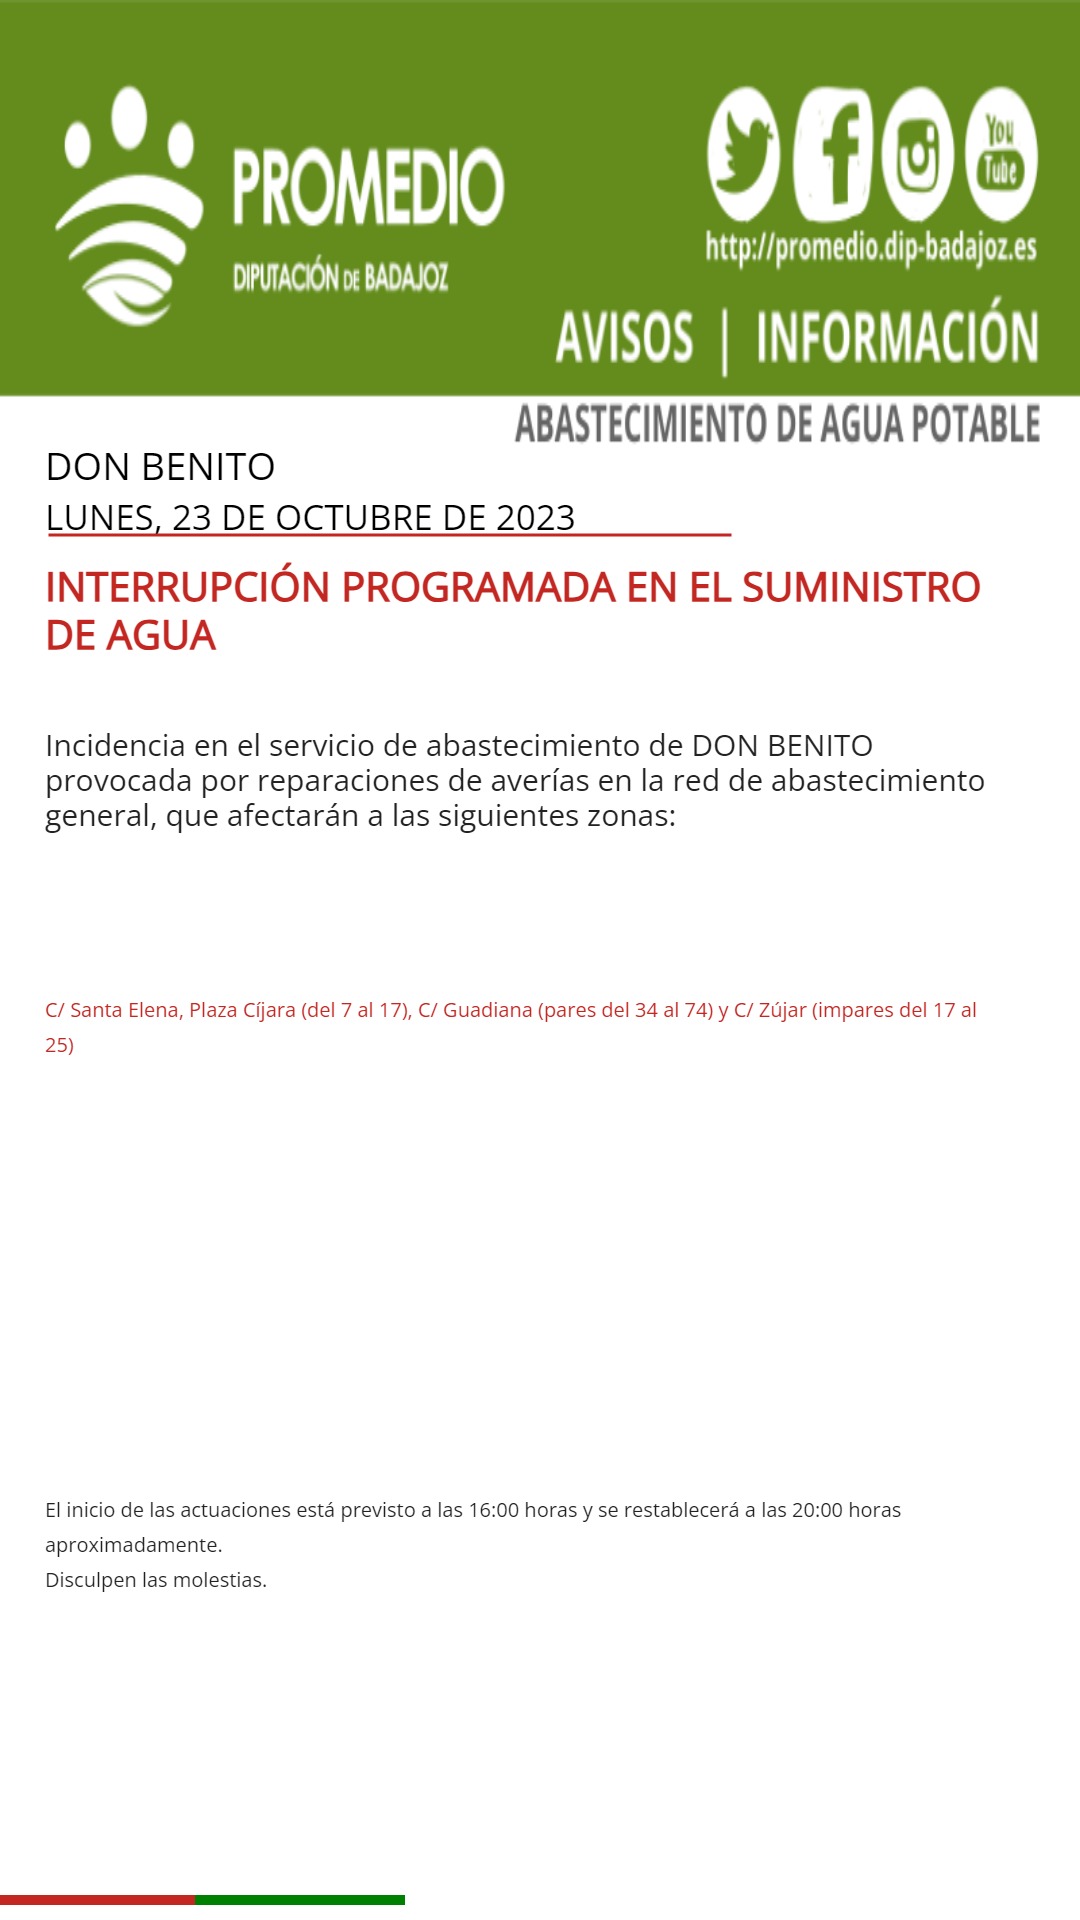 PROMEDIO
DIPUTACIÓN DE BADAJOZ
You
Tube
http://promedio.dip-badajoz.es
AVISOS | INFORMACIÓN
ABASTECIMIENTO DE AGUA POTABLE
DON BENITO
LUNES, 23 DE OCTUBRE DE 2023
INTERRUPCIÓN PROGRAMADA EN EL SUMINISTRO
DE AGUA
Incidencia en el servicio de abastecimiento de DON BENITO
provocada por reparaciones de averías en la red de abastecimiento
general, que afectarán a las siguientes zonas:
C/ Santa Elena, Plaza Cíjara (del 7 al 17), C/ Guadiana (pares del 34 al 74) y C/ Zújar (impares del 17 al
25)
El inicio de las actuaciones está previsto a las 16:00 horas y se restablecerá a las 20:00 horas
aproximadamente.
Disculpen las molestias.